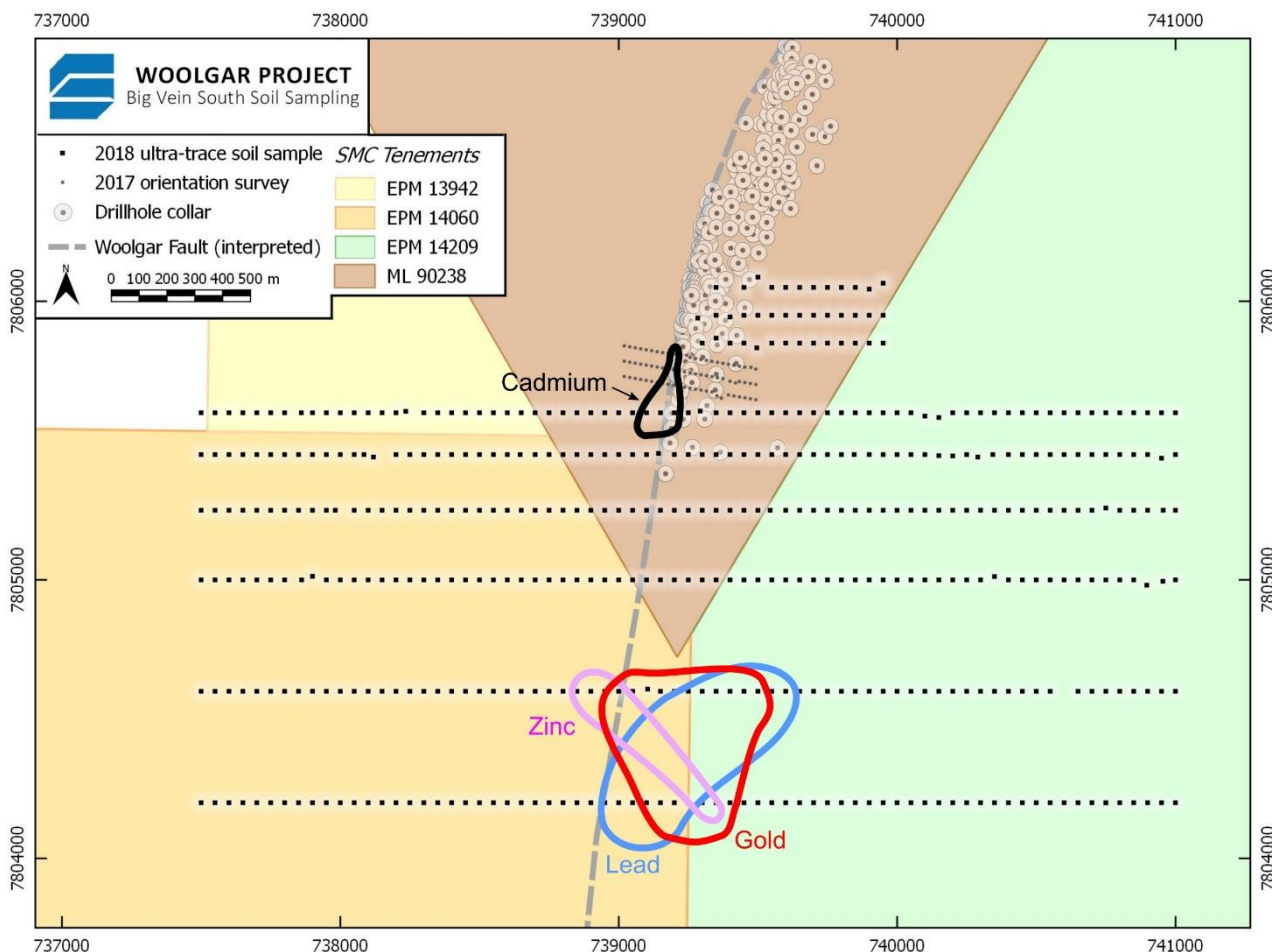 737000 738000 739000 740000 741000
WOOLGAR PROJECT
Big Vein South Soil Sampling
2018 ultra-trace soil sample
2017 orientation survey
Drillhole collar
Woolgar Fault (interpreted)
N
0 100 200 300 400 500 m
SMC Tenements
EPM 13942
EPM 14060
EPM 14209
ML 90238
7806000 7806000
Cadmium
7805000 7805000
Zinc
Gold
Lead
7804000 7804000
737000 738000 739000 740000 741000